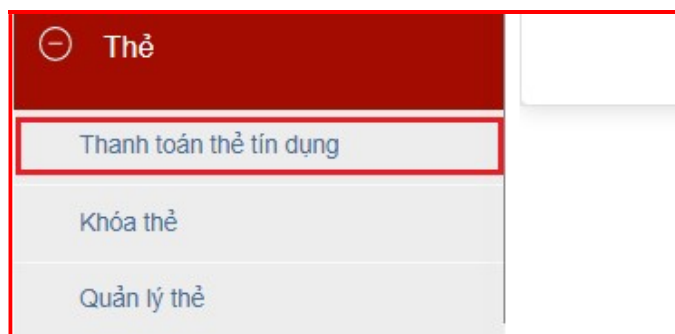 Thẻ
Thanh toán thẻ tín dụng
Khóa thẻ
Quản lý thẻ